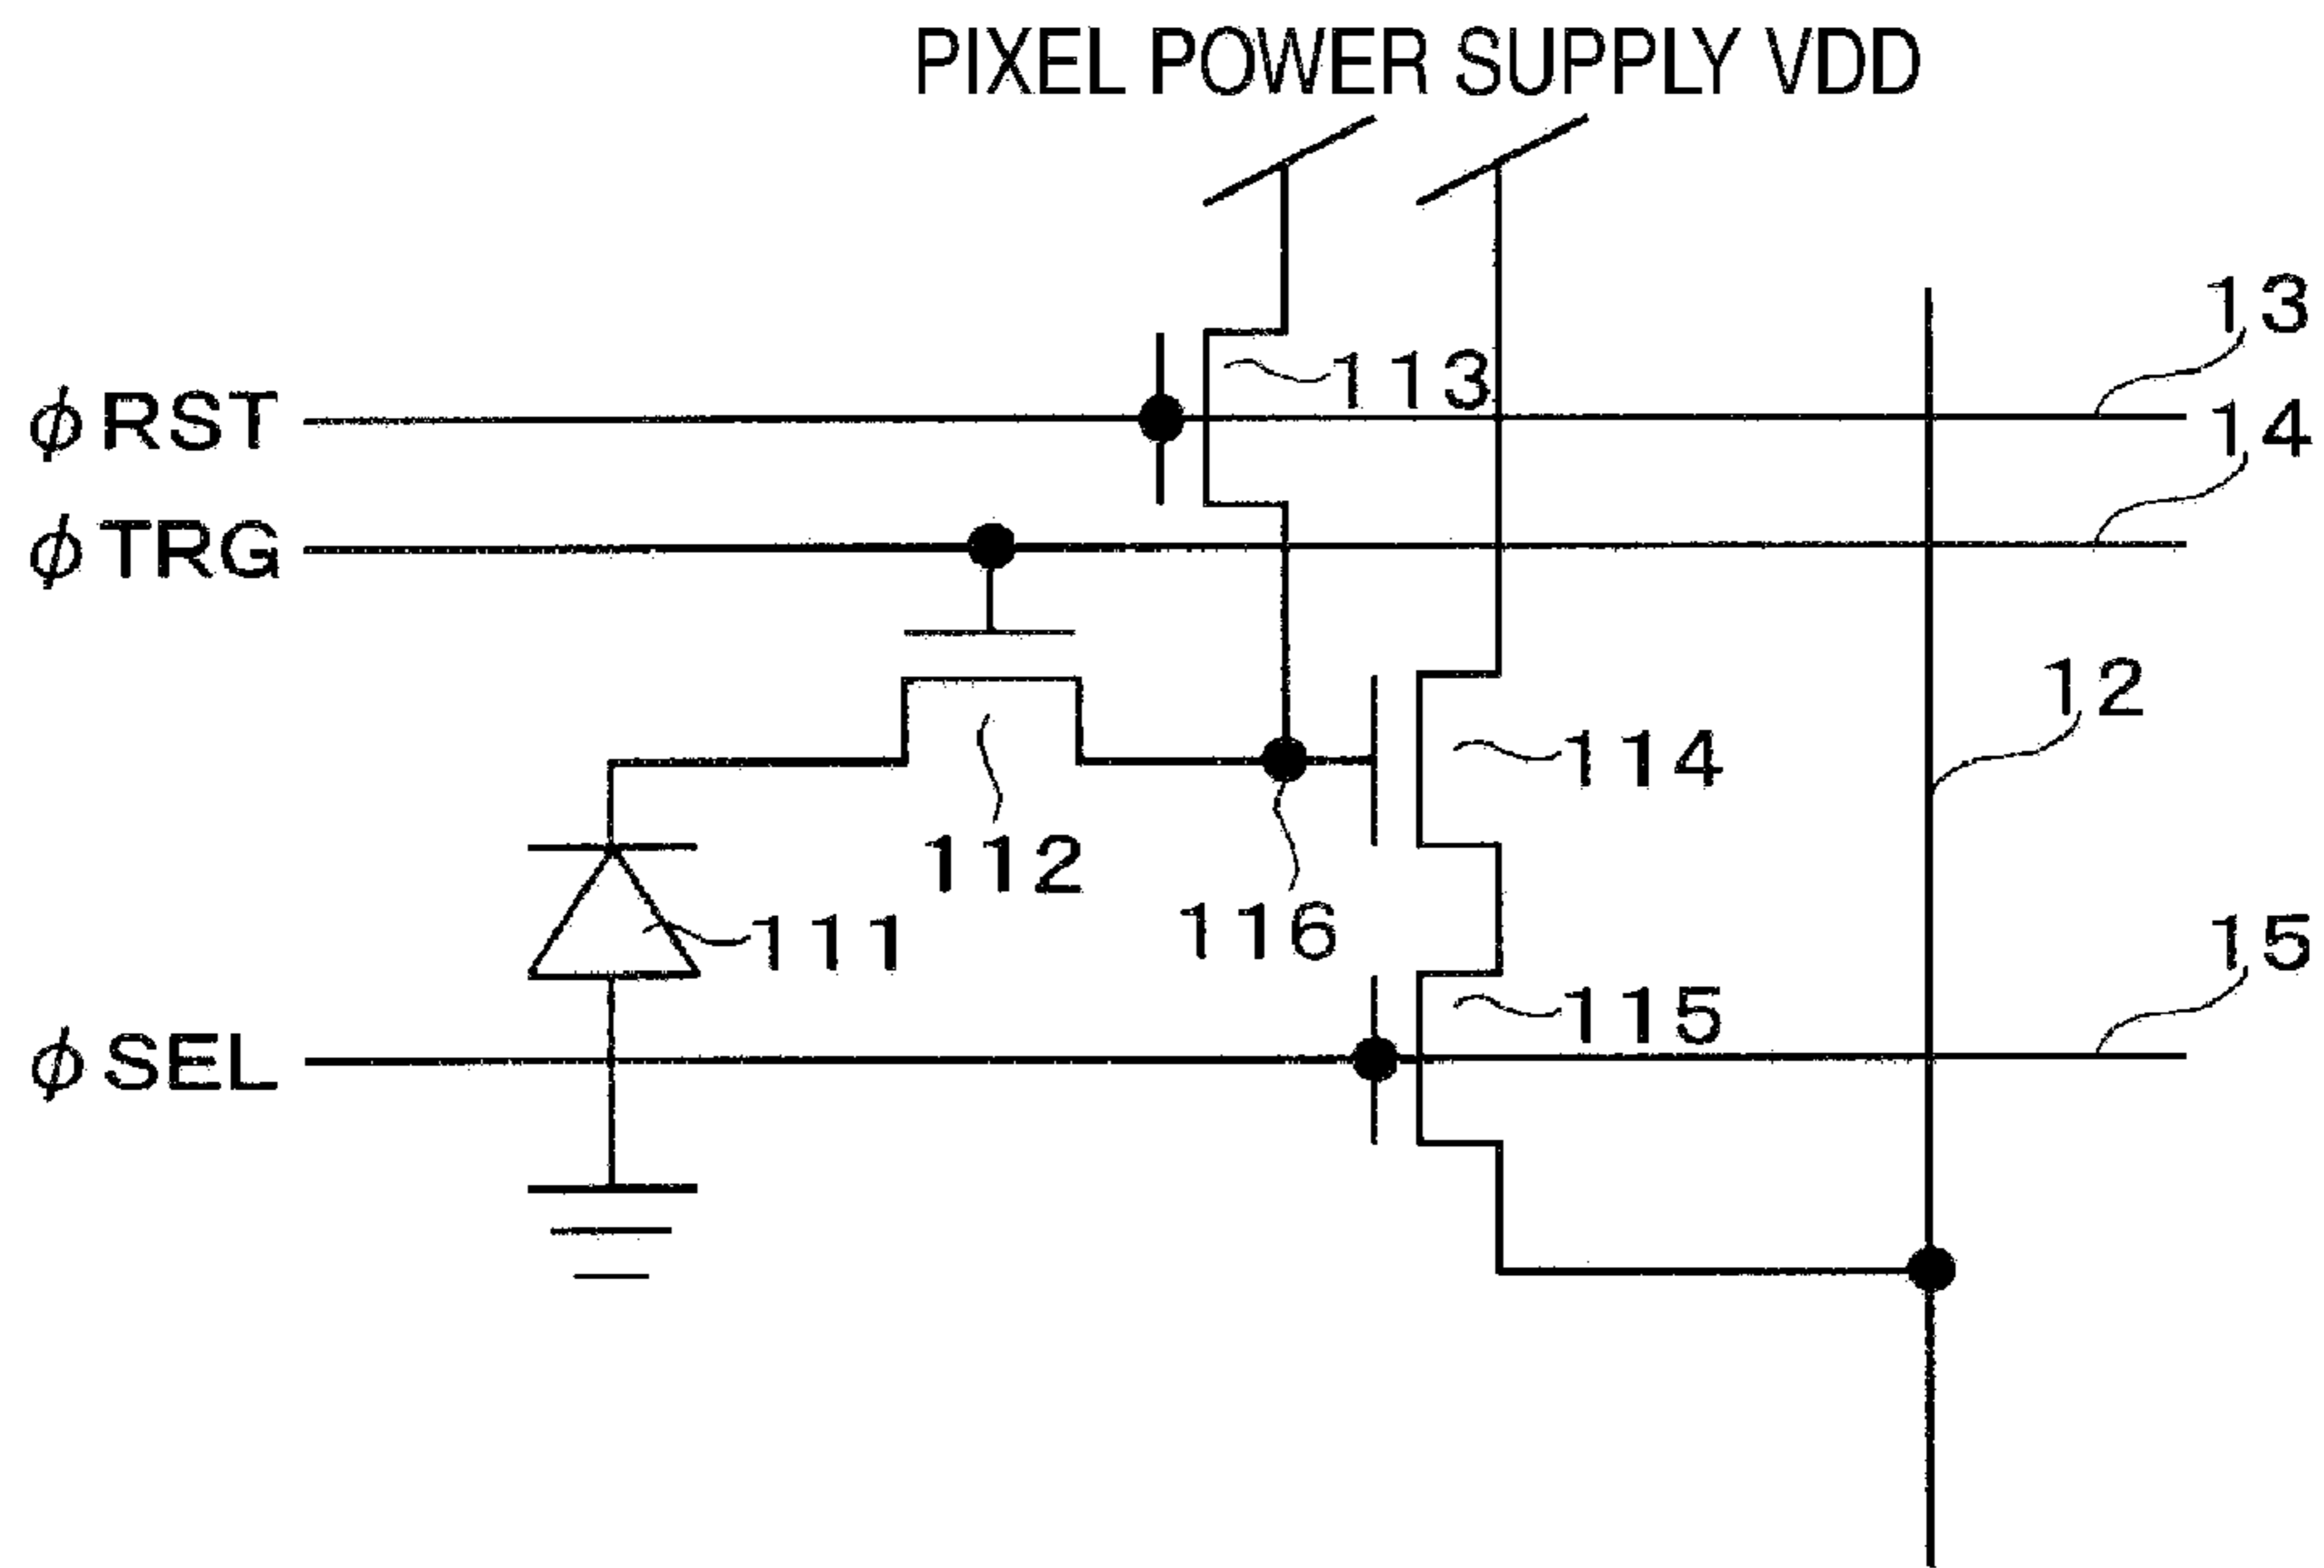 PIXEL POWER SUPPLY VDD
13
113
ϕRST
14
ϕTRG
12
114
112
116
111
15
115
ϕSEL